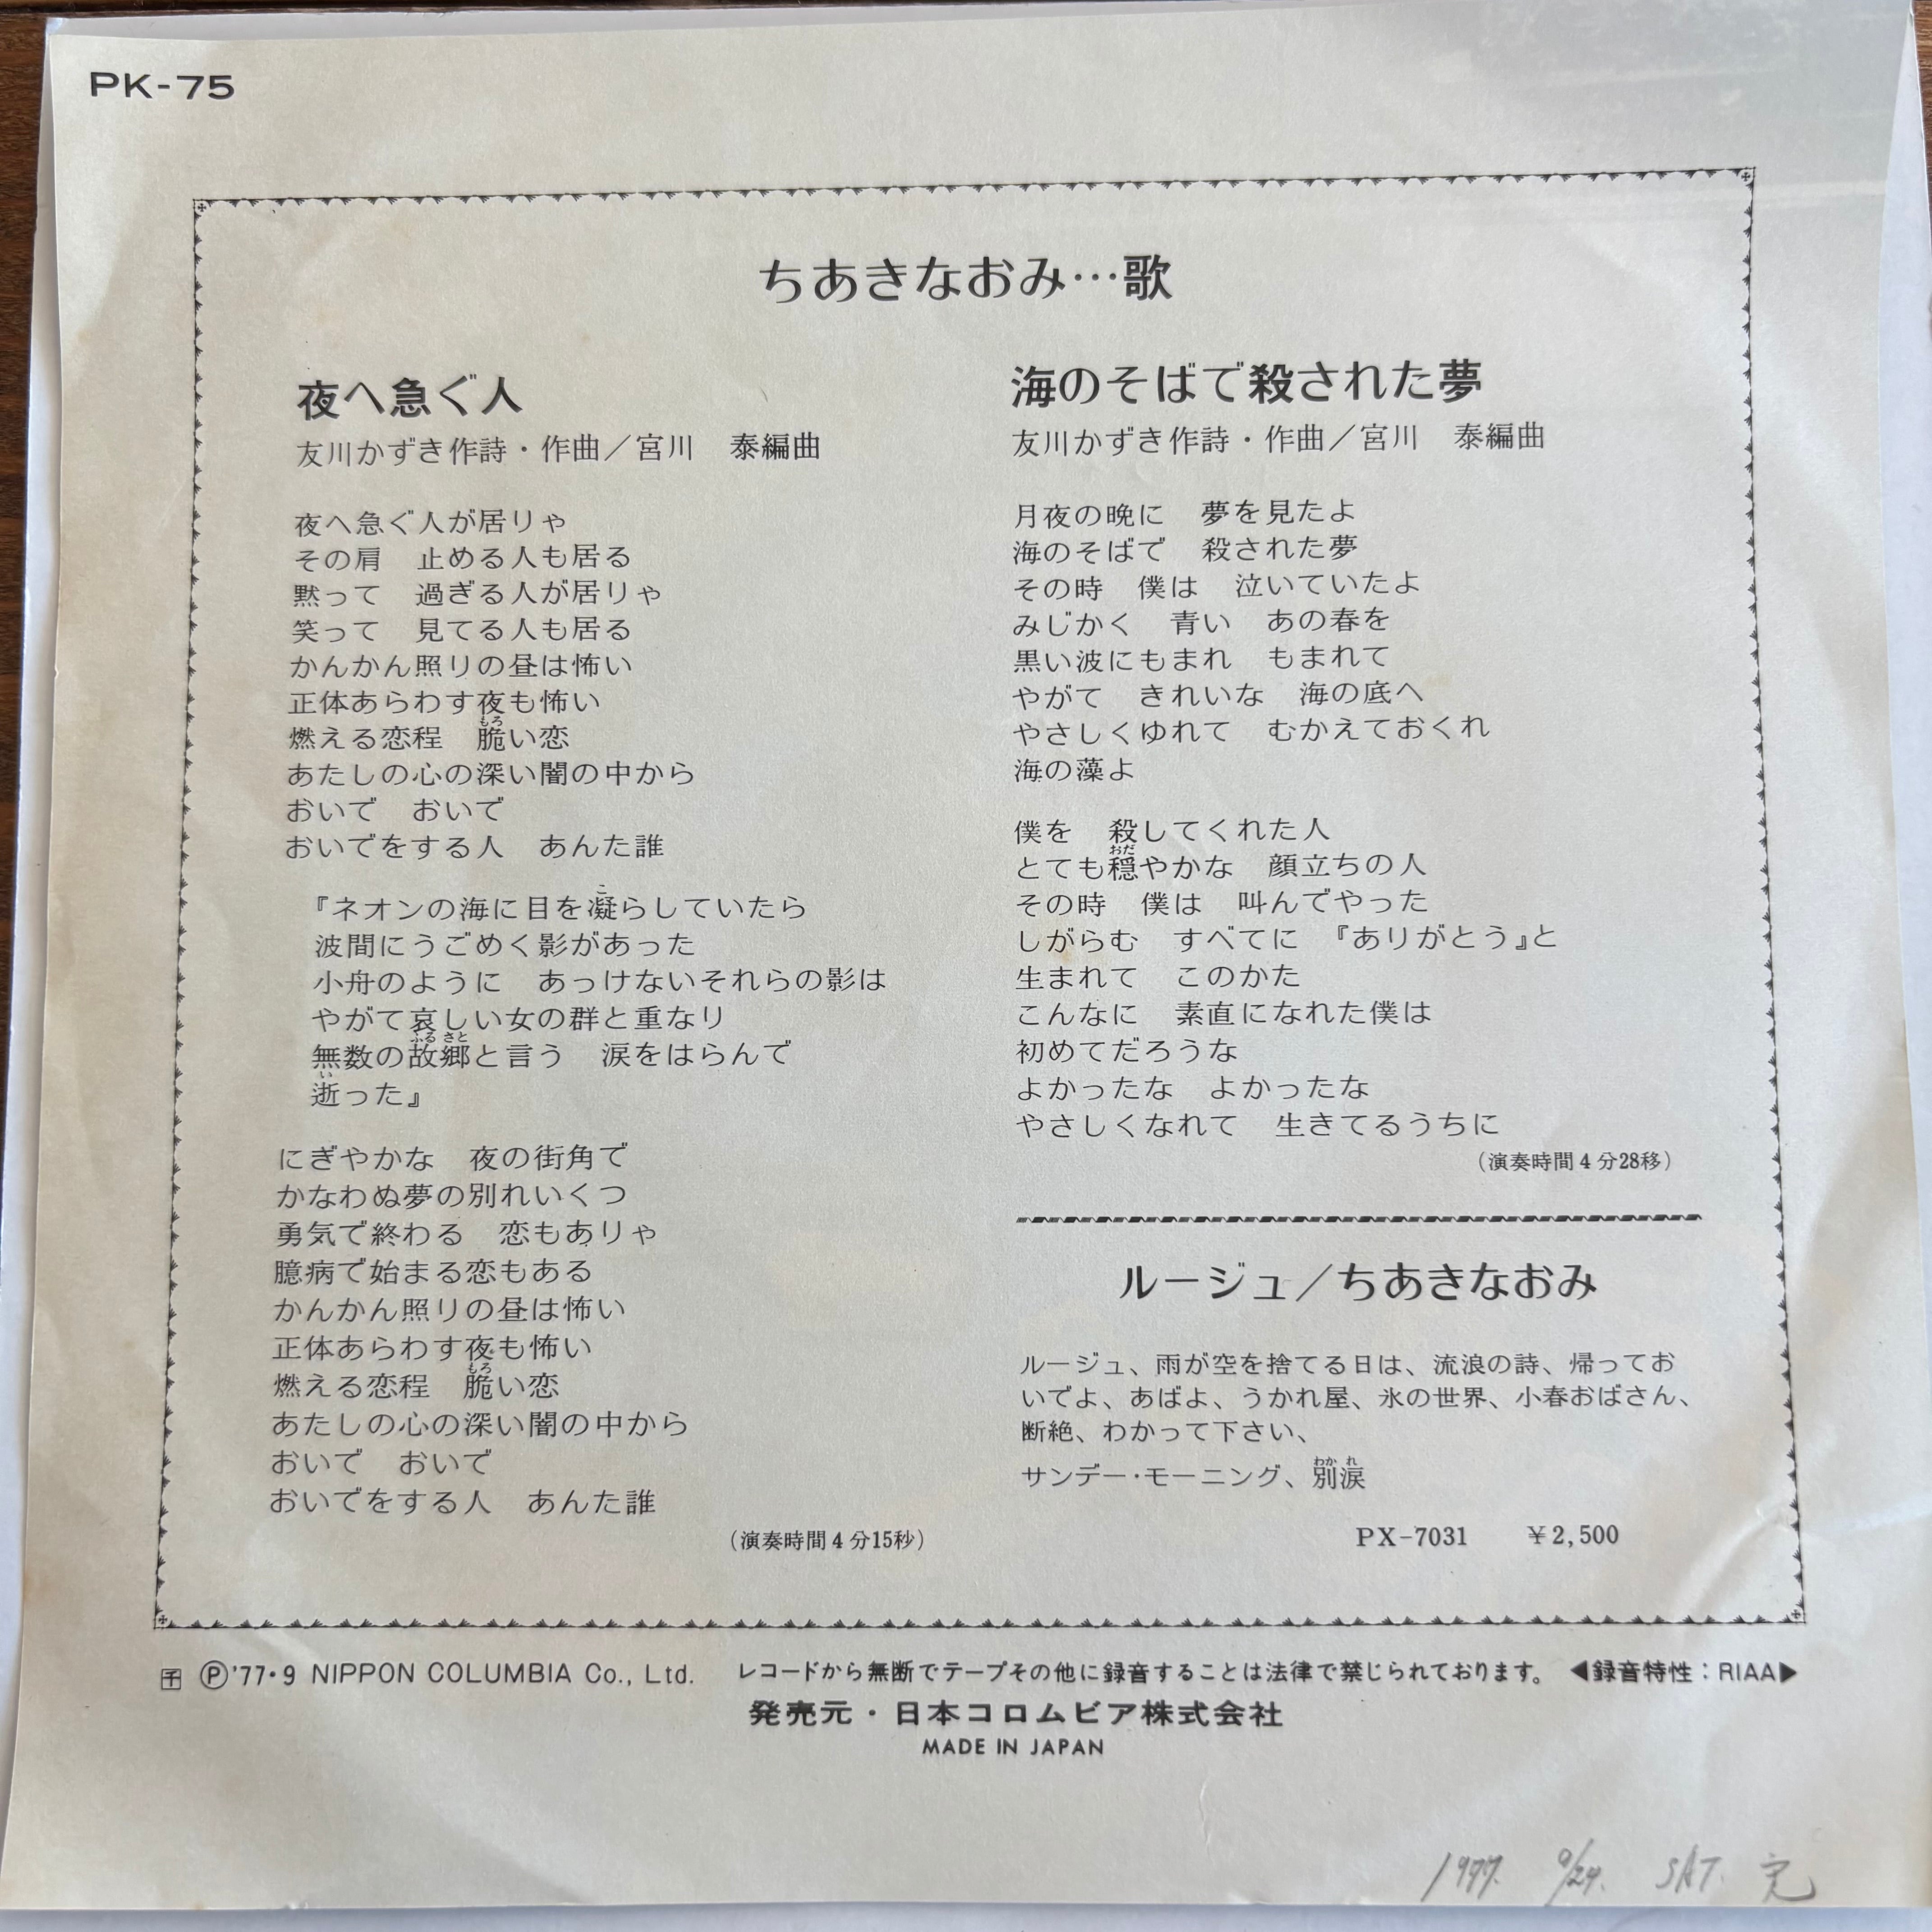 PK-75
ちあきなおみ…歌
夜へ急ぐ人
友川かずき作詩・作曲／宮川　泰編曲
夜へ急ぐ人が居りゃ
その肩　止める人も居る
黙って　過ぎる人が居りゃ
笑って　見てる人も居る
かんかん照りの昼は怖い
正体あらわす夜も怖い
もろ
燃える恋程　脆い恋
あたしの心の深い闇の中から
おいで　おいで
おいでをする人　あんた誰
こ
『ネオンの海に目を凝らしていたら
波間にうごめく影があった
小舟のように　あっけないそれらの影は
やがて哀しい女の群と重なり
ふるさと
無数の故郷と言う　涙をはらんで
い
逝った』
にぎやかな　夜の街角で
かなわぬ夢の別れいくつ
勇気で終わる　恋もありゃ
臆病で始まる恋もある
かんかん照りの昼は怖い
正体あらわす夜も怖い
もろ
燃える恋程　脆い恋
あたしの心の深い闇の中から
おいで　おいで
おいでをする人　あんた誰
（演奏時間4分15秒）
海のそばで殺された夢
友川かずき作詩・作曲／宮川　泰編曲
月夜の晩に　夢を見たよ
海のそばで　殺された夢
その時　僕は　泣いていたよ
みじかく　青い　あの春を
黒い波にもまれ　もまれて
やがて　きれいな　海の底へ
やさしくゆれて　むかえておくれ
海の藻よ
僕を　殺してくれた人
おだ
とても穏やかな　顔立ちの人
その時　僕は　叫んでやった
しがらむ　すべてに　『ありがとう』と
生まれて　このかた
こんなに　素直になれた僕は
初めてだろうな
よかったな　よかったな
やさしくなれて　生きてるうちに
（演奏時間4分28移）
ルージュ／ちあきなおみ
ルージュ、雨が空を捨てる日は、流浪の詩、帰ってお
いでよ、あばよ、うかれ屋、氷の世界、小春おばさん、
断絶、わかって下さい、
わかれ
サンデー・モーニング、別涙
PX-7031　¥2,500
Ⓟ'77・9 NIPPON COLUMBIA Co., Ltd.　レコードから無断でテープその他に録音することは法律で禁じられております。　◀録音特性：RIAA▶
発売元・日本コロムビア株式会社
MADE IN JAPAN
1977. 9/24. SAT. 完